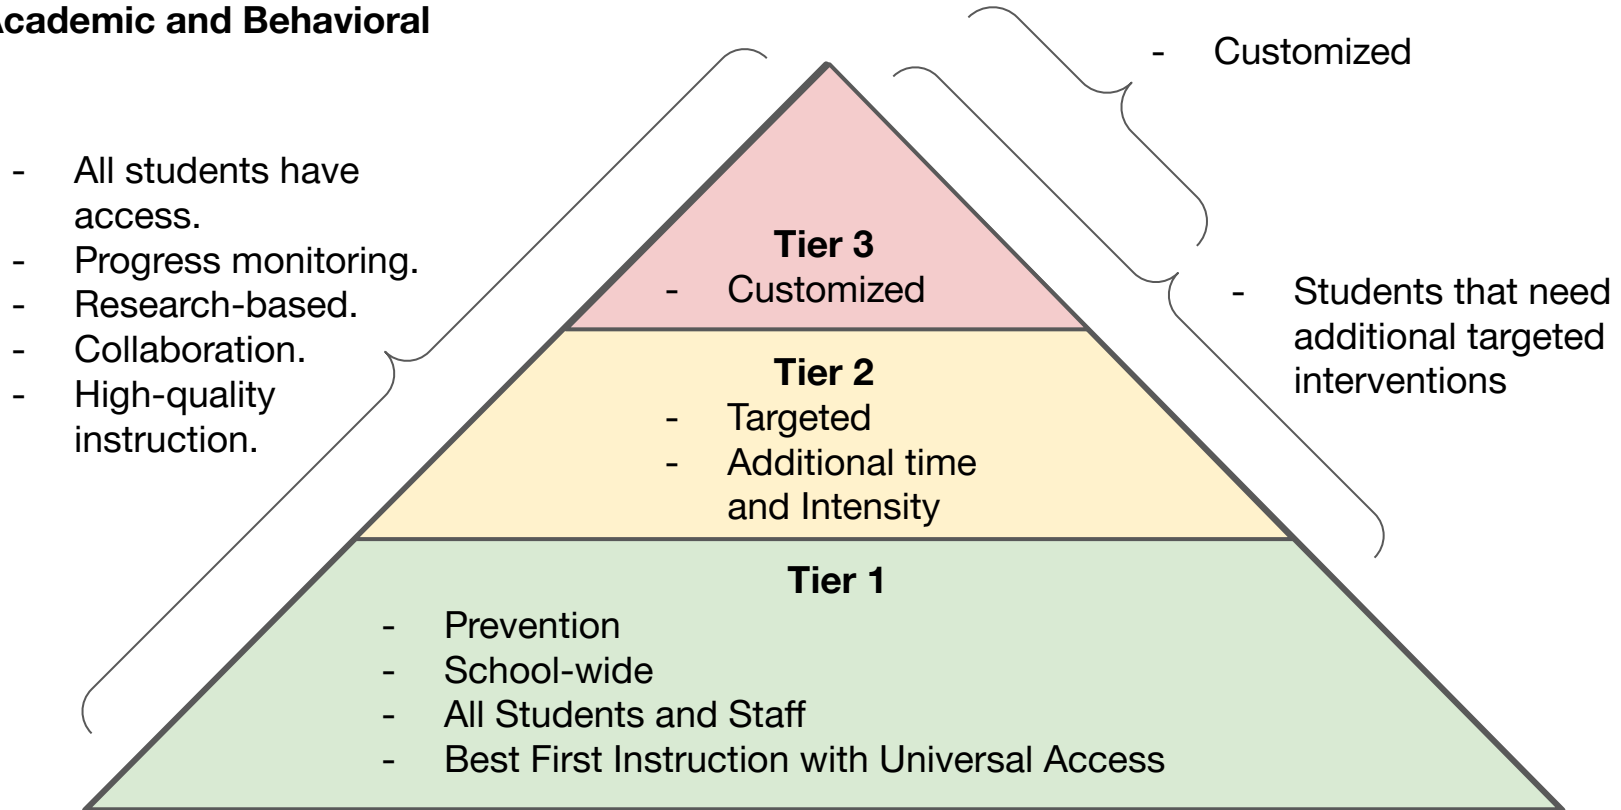 Academic and Behavioral
- Customized
- All students have
access.
- Progress monitoring.
- Research-based.
- Collaboration.
- High-quality
instruction.
Tier 3
- Customized
- Students that need
additional targeted
interventions
Tier 2
- Targeted
- Additional time
and Intensity
Tier 1
- Prevention
- School-wide
- All Students and Staff
- Best First Instruction with Universal Access